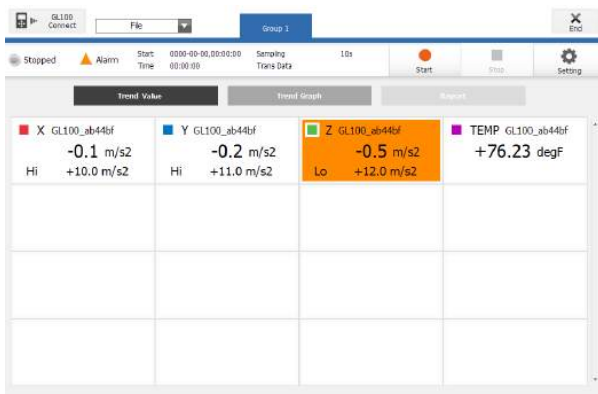 GL100
Connect
File
Group 1
End
Stopped
Alarm
Start 0000-00-00,00:00:00
Time 00:00:00
Sampling 10s
Trans Data
Start
Stop
Setting
Trend Value
Trend Graph
Report
X GL100_ab44bf
-0.1 m/s2
Hi +10.0 m/s2
Y GL100_ab44bf
-0.2 m/s2
Hi +11.0 m/s2
Z GL100_ab44bf
-0.5 m/s2
Lo +12.0 m/s2
TEMP GL100_ab44bf
+76.23 degF